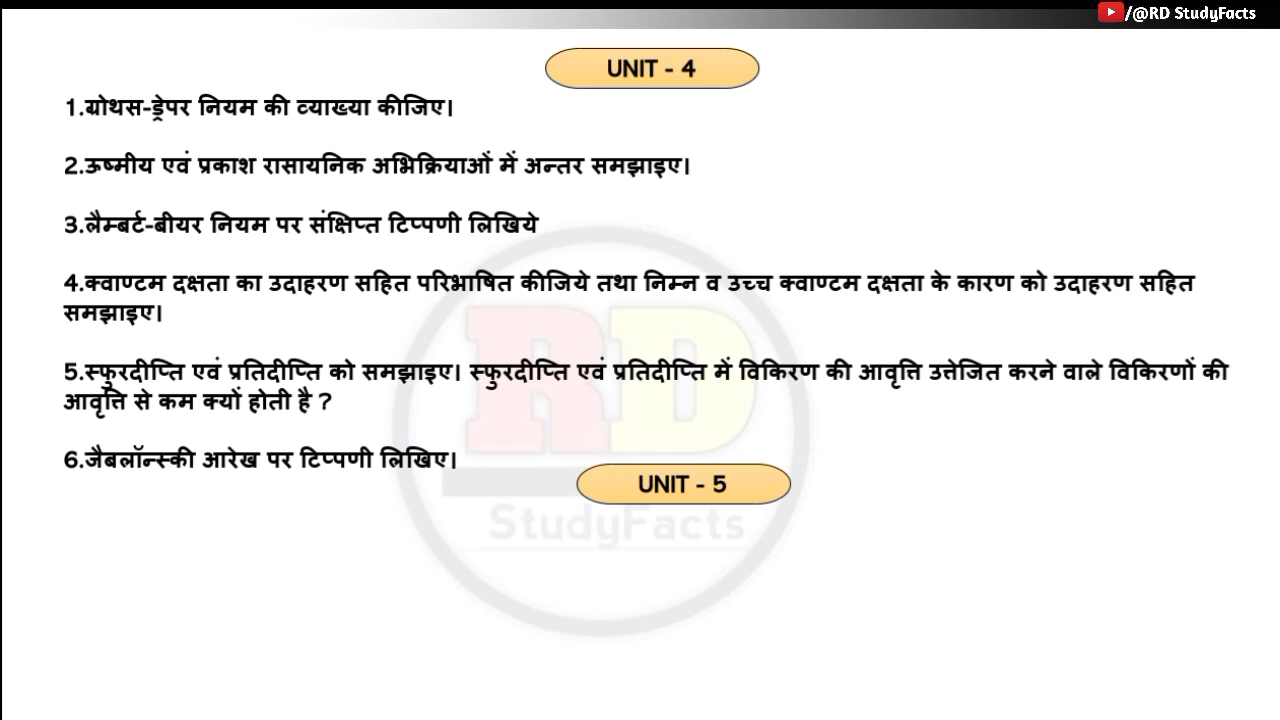 /@RD StudyFacts
UNIT - 4
1.ग्रोथस-ड्रेपर नियम की व्याख्या कीजिए।
2.ऊष्मीय एवं प्रकाश रासायनिक अभिक्रियाओं में अन्तर समझाइए।
3.लैम्बर्ट-बीयर नियम पर संक्षिप्त टिप्पणी लिखिये
4.क्वाण्टम दक्षता का उदाहरण सहित परिभाषित कीजिये तथा निम्न व उच्च क्वाण्टम दक्षता के कारण को उदाहरण सहित
समझाइए।
5.स्फुरदीप्ति एवं प्रतिदीप्ति को समझाइए। स्फुरदीप्ति एवं प्रतिदीप्ति में विकिरण की आवृत्ति उत्तेजित करने वाले विकिरणों की
आवृत्ति से कम क्यों होती है ?
6.जैबलॉन्स्की आरेख पर टिप्पणी लिखिए।
UNIT - 5
RD
StudyFacts